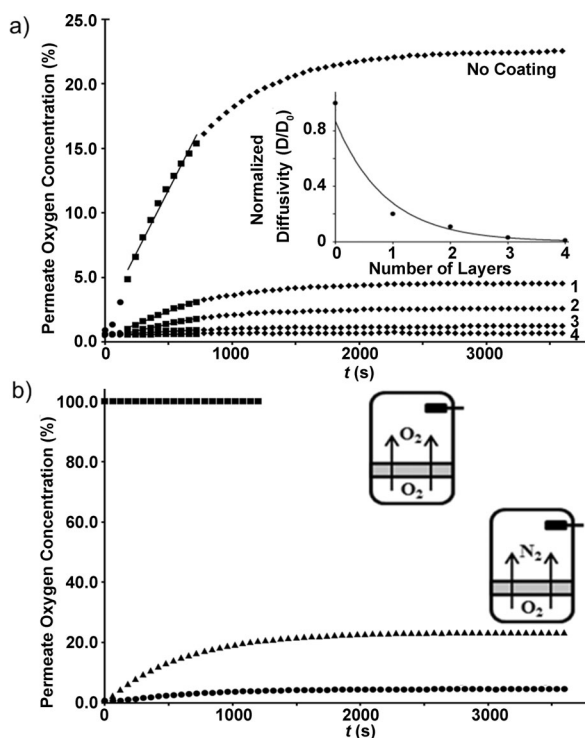 a)
Permeate Oxygen Concentration (%)
25.0
20.0
15.0
10.0
5.0
0.0
0
1000
2000
3000
t (s)
No Coating
1
2
3
4
Normalized
Diffusivity (D/D0)
0.8
0.4
0
0
1
2
3
4
Number of Layers
b)
Permeate Oxygen Concentration (%)
100.0
80.0
60.0
40.0
20.0
0.0
0
1000
2000
3000
t (s)
O2
O2
N2
O2